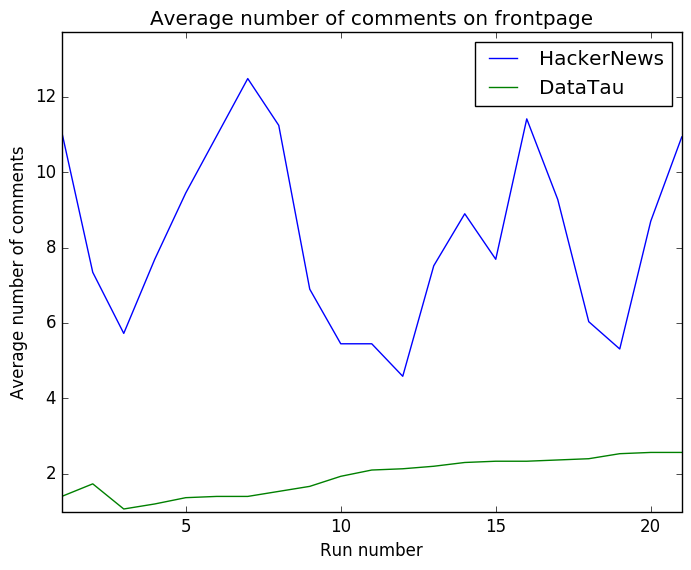 Average number of comments on frontpage
HackerNews
DataTau
Average number of comments
12
10
8
6
4
2
5
10
15
20
Run number